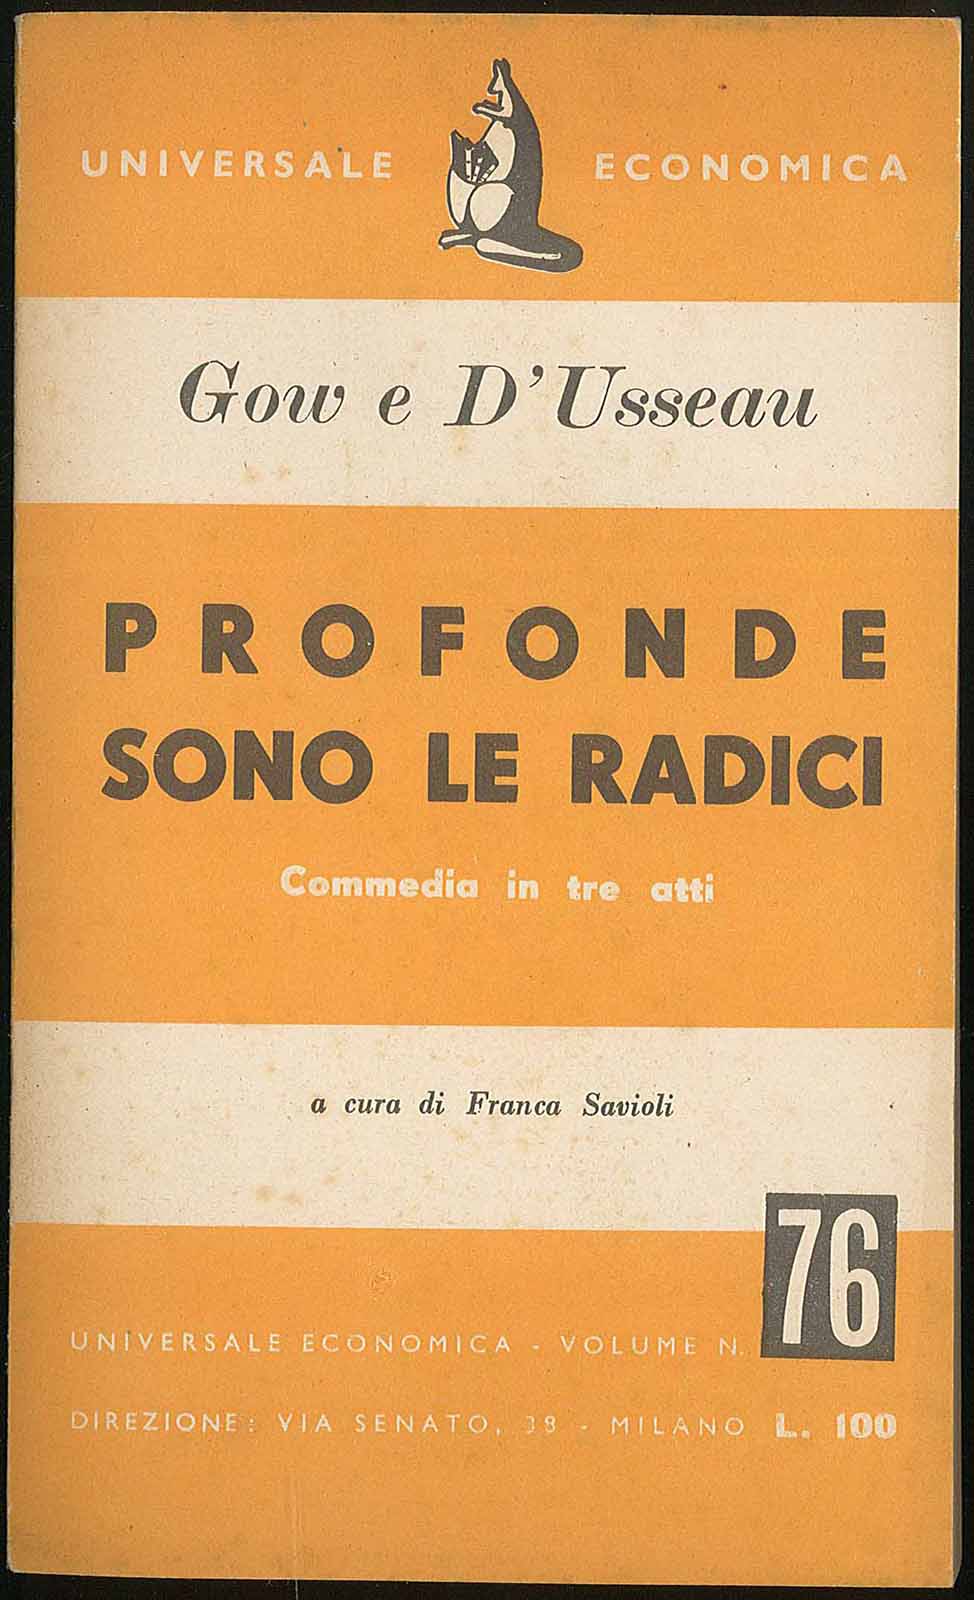 UNIVERSALE ECONOMICA
Gow e D'Usseau
PROFONDE
SONO LE RADICI
Commedia in tre atti
a cura di Franca Savioli
76
UNIVERSALE ECONOMICA - VOLUME N.
DIREZIONE: VIA SENATO, 38 - MILANO L. 100